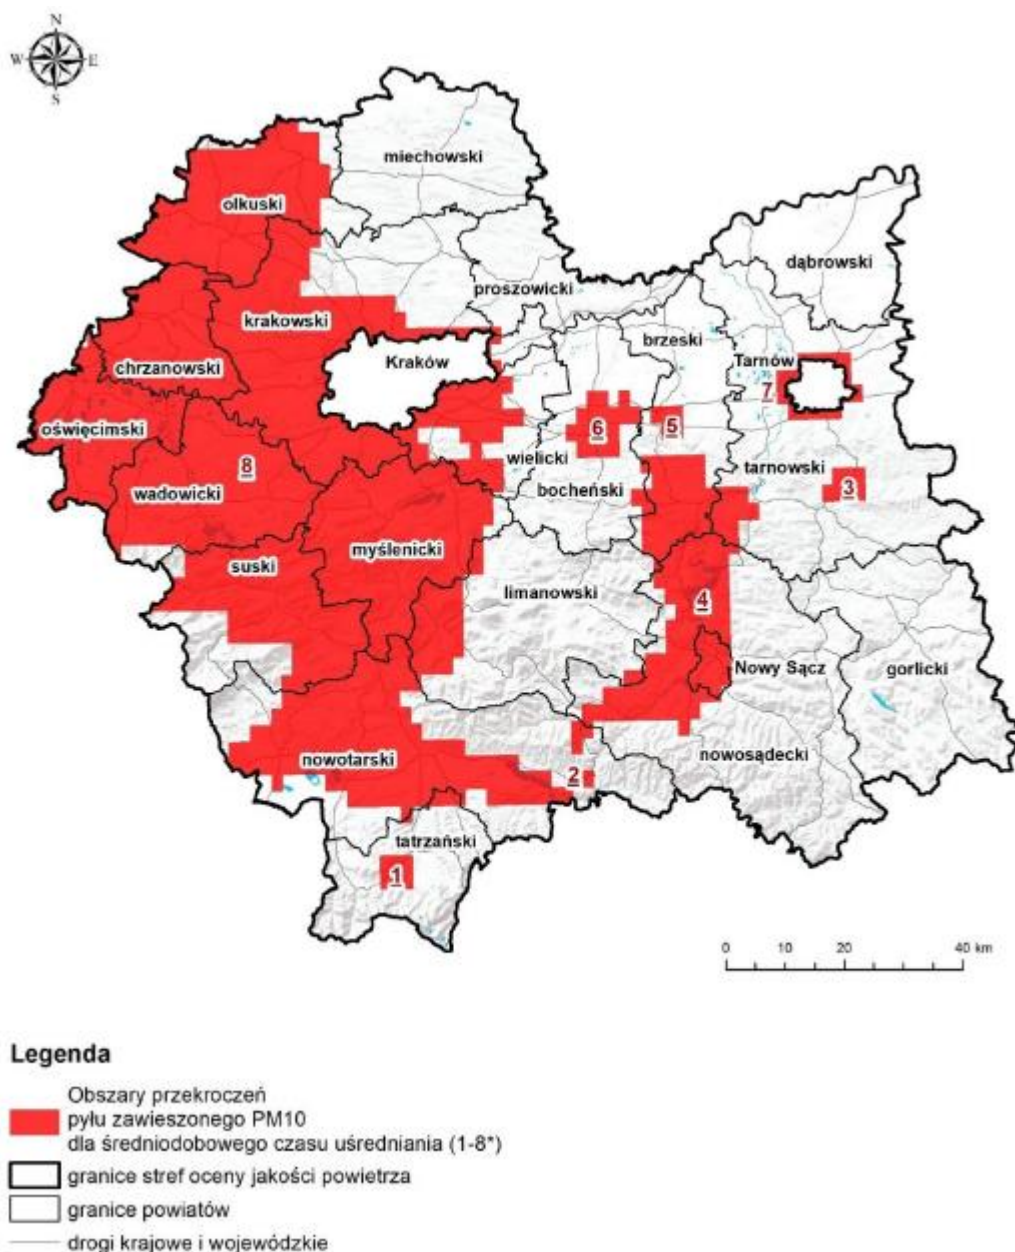 N
W E
S
miechowski
olkuski
dąbrowski
proszowicki
krakowski
brzeski
Kraków
Tarnów
chrzanowski
7
oświęcimski
6
5
wielicki
8
tarnowski
wadowicki
bocheński
3
myślenicki
suski
limanowski
4
Nowy Sącz
gorlicki
nowotarski
nowosądecki
2
tatrzański
1
0 10 20 40 km
Legenda
Obszary przekroczeń
pyłu zawieszonego PM10
dla średniodobowego czasu uśredniania (1-8*)
granice stref oceny jakości powietrza
granice powiatów
drogi krajowe i wojewódzkie